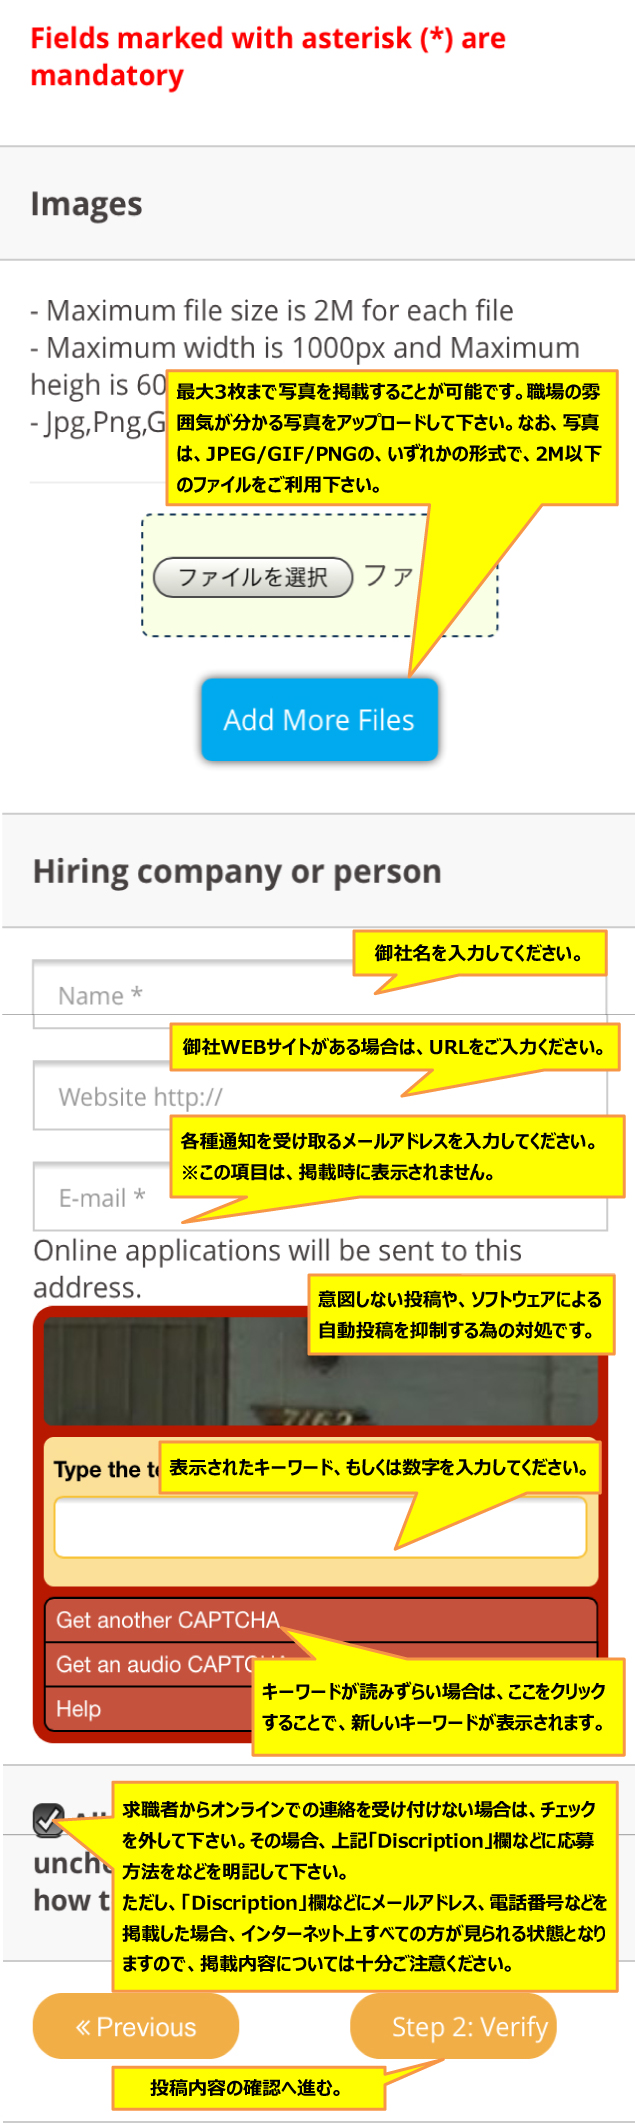 Fields marked with asterisk (*) are
mandatory
Images
- Maximum file size is 2M for each file
- Maximum width is 1000px and Maximum
heigh is 60
- Jpg,Png,G
最大3枚まで写真を掲載することが可能です。職場の雰
囲気が分かる写真をアップロードして下さい。なお、写真
は、JPEG/GIF/PNGの、いずれかの形式で、2M以下
のファイルをご利用下さい。
ファイルを選択 ファ
Add More Files
Hiring company or person
御社名を入力してください。
Name *
御社WEBサイトがある場合は、URLをご入力ください。
Website http://
各種通知を受け取るメールアドレスを入力してください。
※この項目は、掲載時に表示されません。
E-mail *
Online applications will be sent to this
address.
意図しない投稿や、ソフトウェアによる
自動投稿を抑制する為の対処です。
7162
Type the t
表示されたキーワード、もしくは数字を入力してください。
Get another CAPTCHA
Get an audio CAPTC
Help
キーワードが読みずらい場合は、ここをクリック
することで、新しいキーワードが表示されます。
求職者からオンラインでの連絡を受け付けない場合は、チェック
を外して下さい。その場合、上記「Discription」欄などに応募
方法をなどを明記して下さい。
ただし、「Discription」欄などにメールアドレス、電話番号などを
掲載した場合、インターネット上すべての方が見られる状態となり
ますので、掲載内容については十分ご注意ください。
unch
how t
« Previous
Step 2: Verify
投稿内容の確認へ進む。